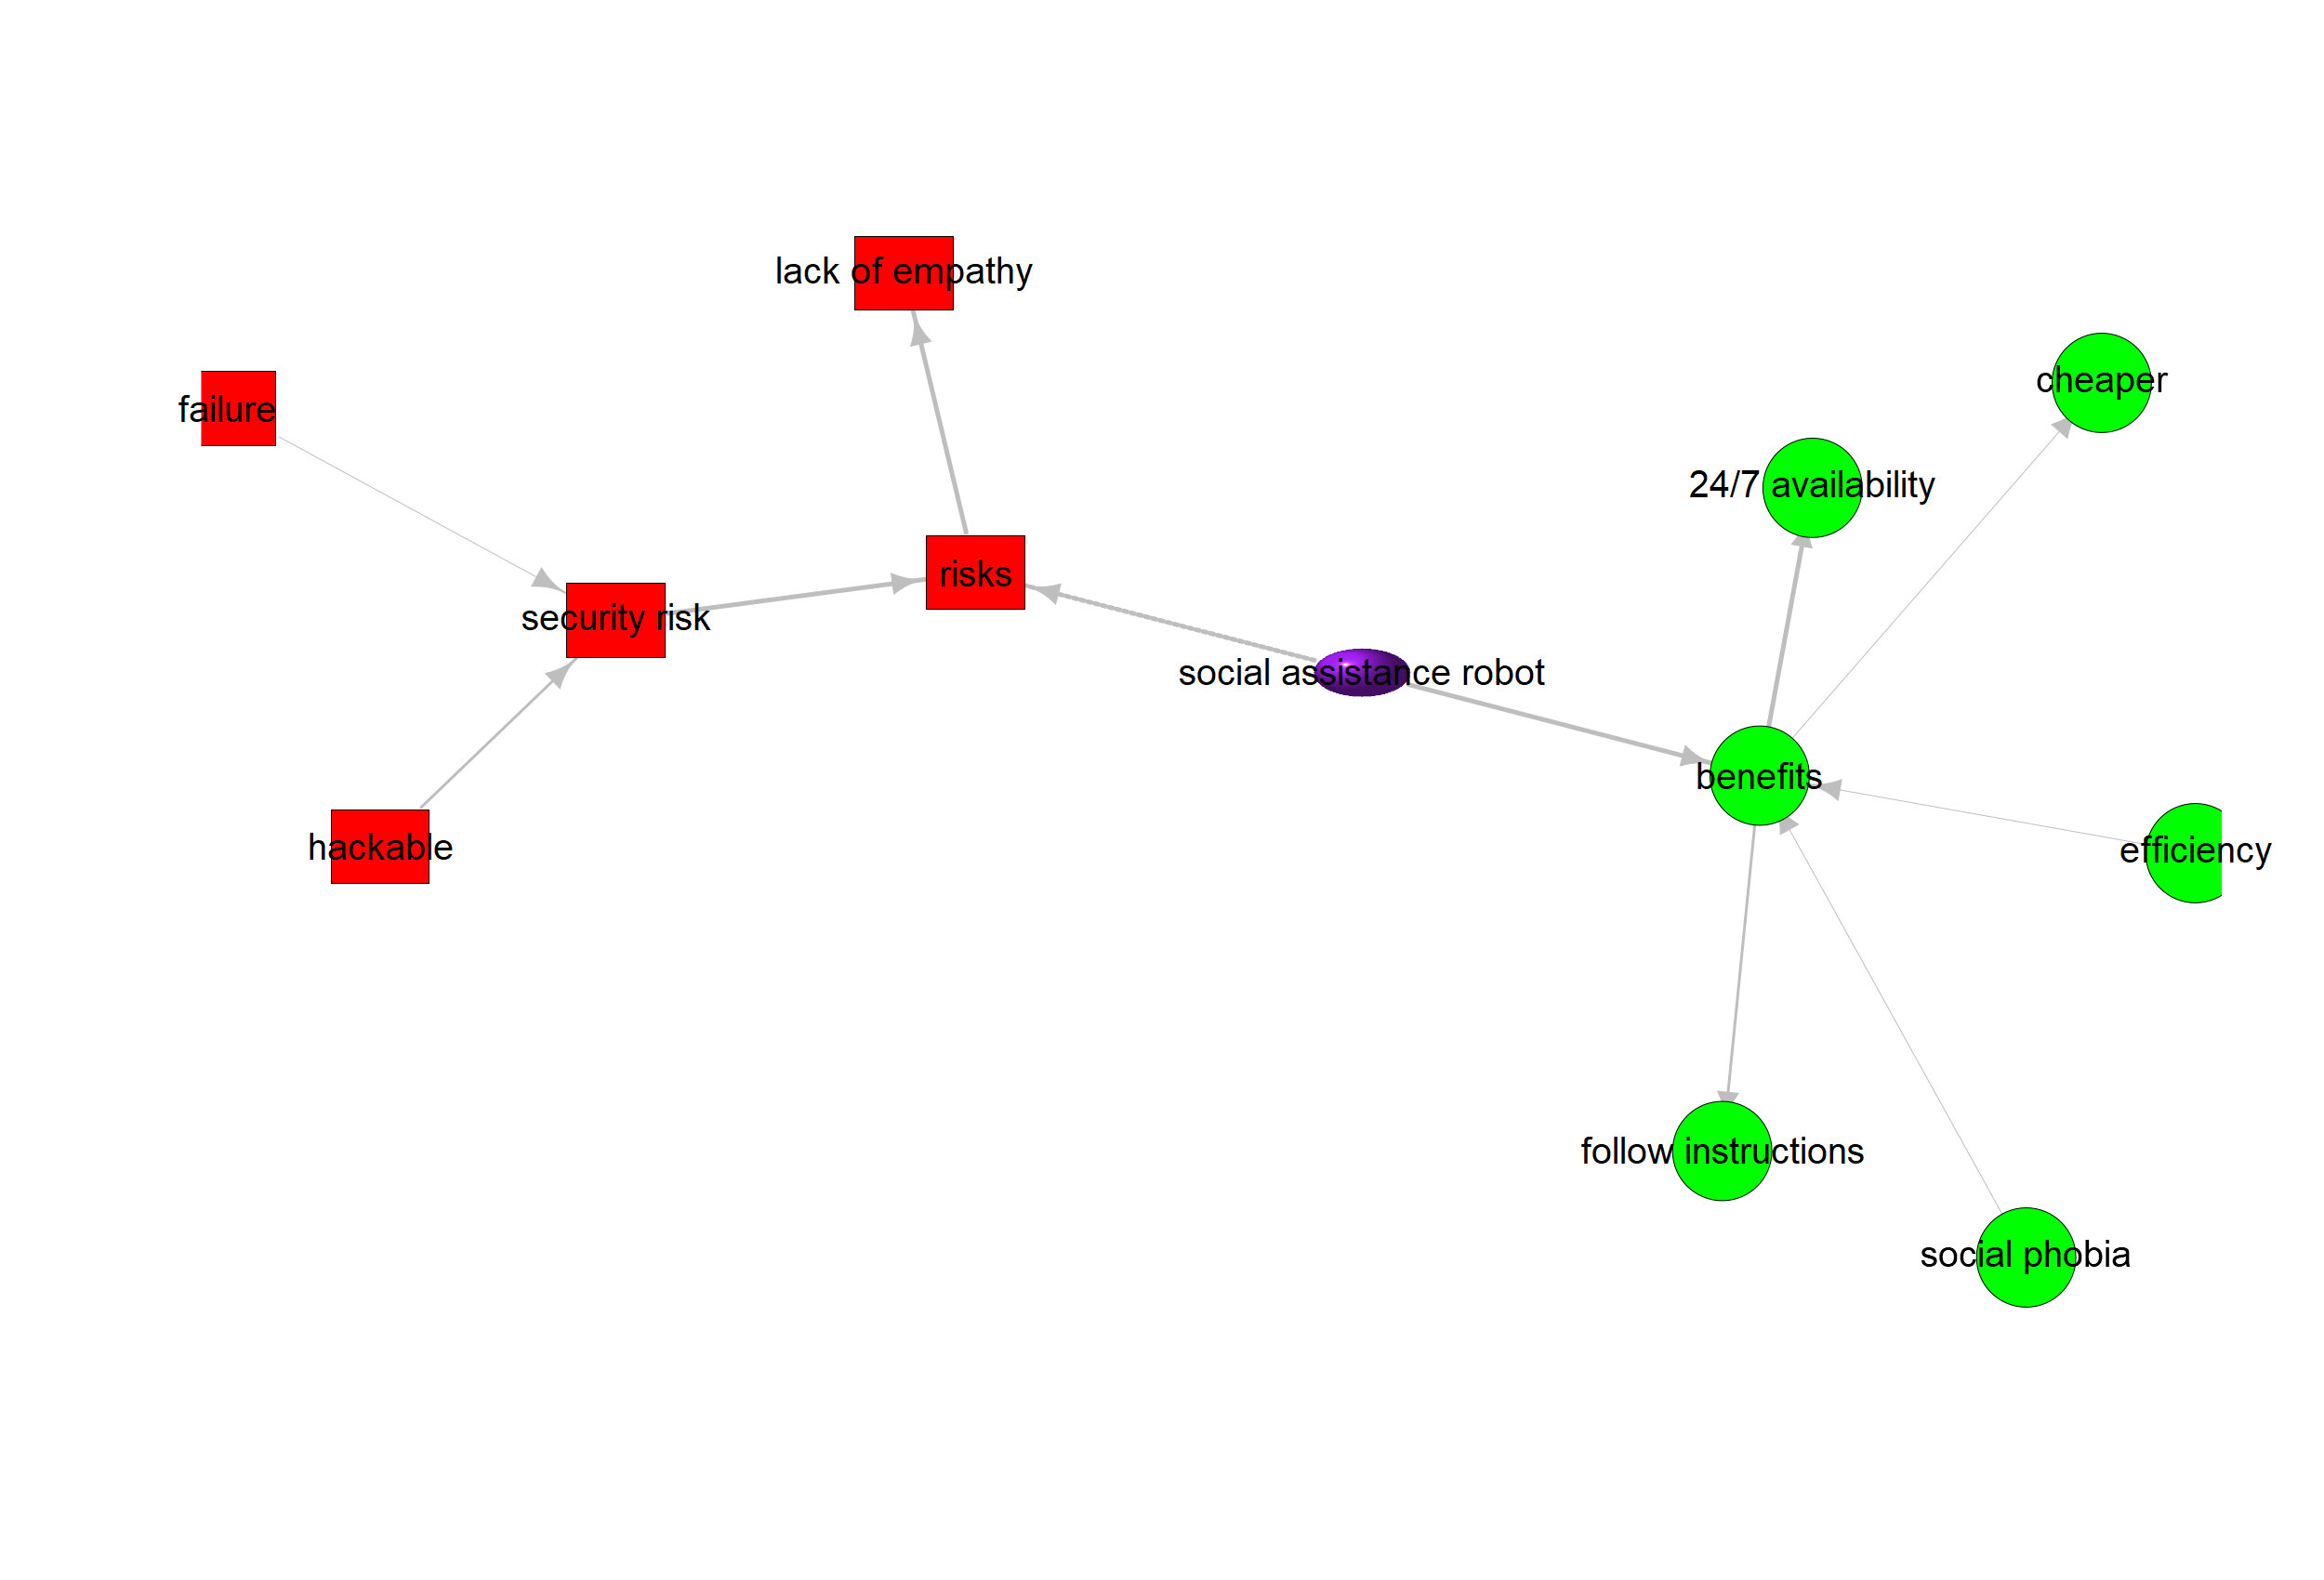 lack of empathy
cheaper
failure
24/7 availability
risks
security risk
social assistance robot
benefits
hackable
efficiency
follow instructions
social phobia